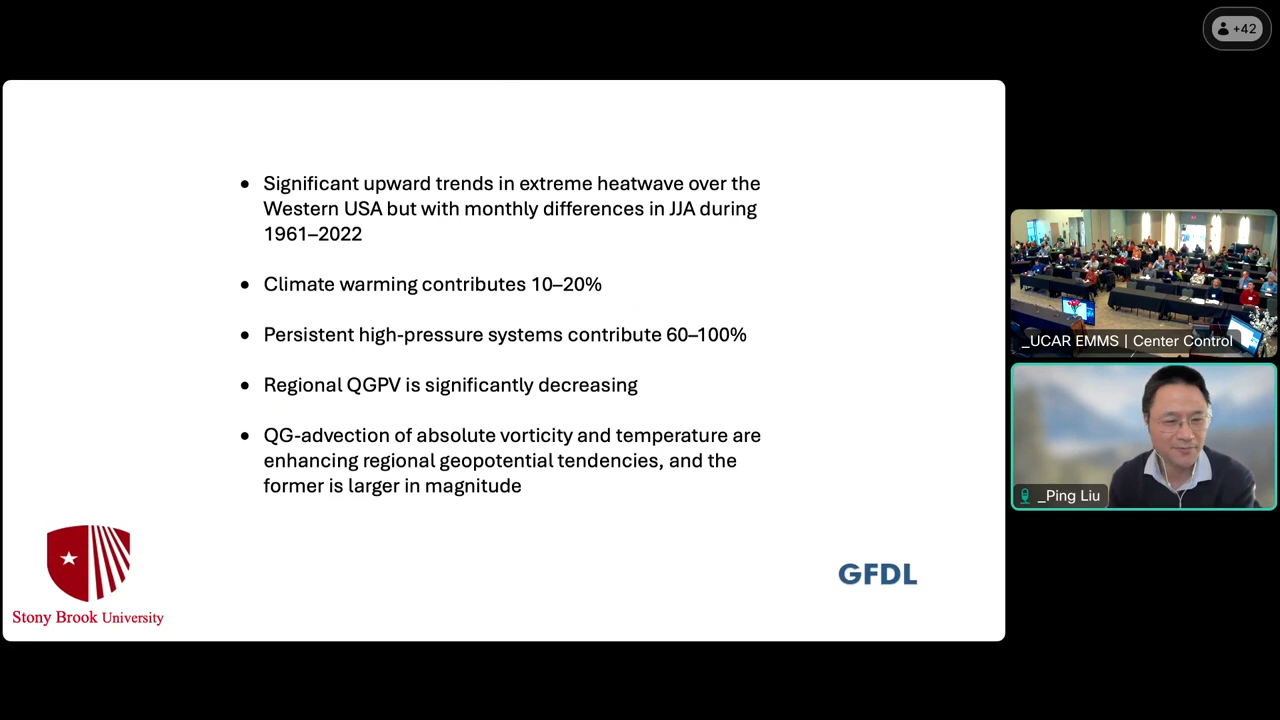 +42
• Significant upward trends in extreme heatwave over the
Western USA but with monthly differences in JJA during
1961–2022
• Climate warming contributes 10–20%
• Persistent high-pressure systems contribute 60–100%
• Regional QGPV is significantly decreasing
• QG-advection of absolute vorticity and temperature are
enhancing regional geopotential tendencies, and the
former is larger in magnitude
Stony Brook University
GFDL
_UCAR EMMS | Center Control
_Ping Liu